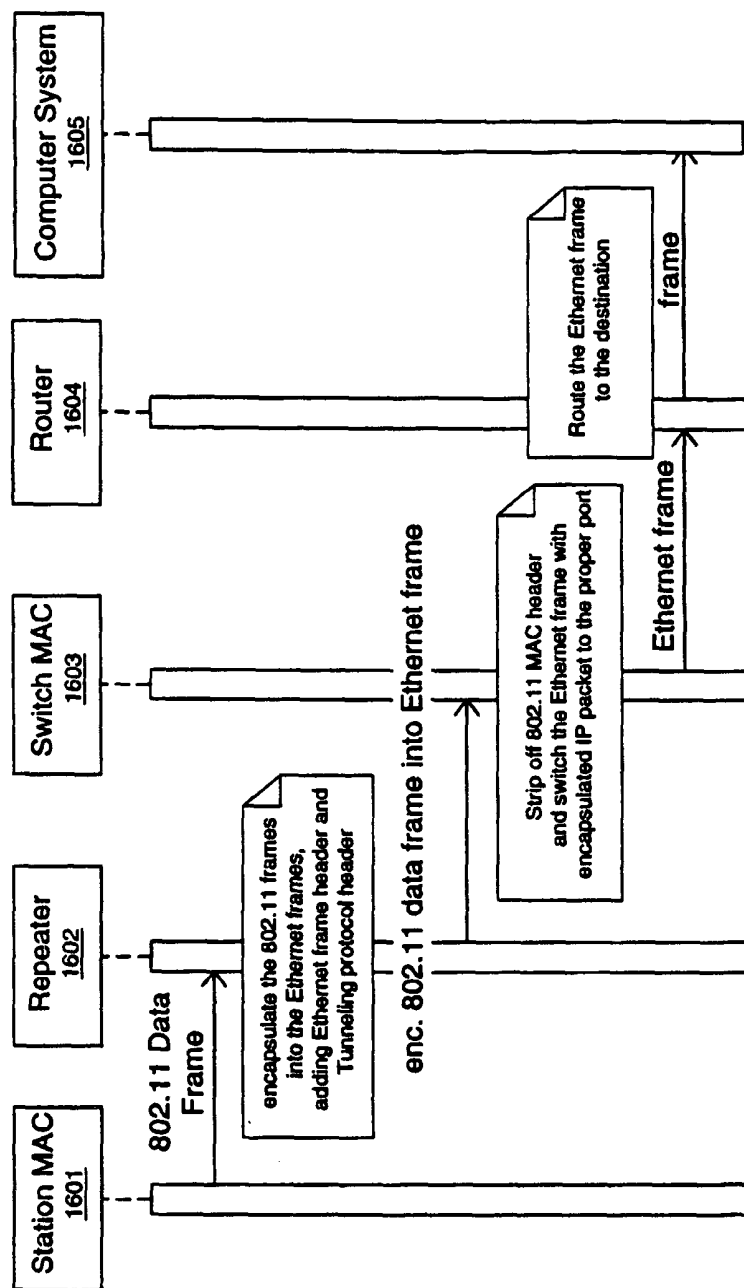 Station MAC
1601
Repeater
1602
Switch MAC
1603
Router
1604
Computer System
1605
802.11 Data
Frame
encapsulate the 802.11 frames
into the Ethernet frames,
adding Ethernet frame header and
Tunneling protocol header
enc. 802.11 data frame into Ethernet frame
Strip off 802.11 MAC header
and switch the Ethernet frame with
encapsulated IP packet to the proper port
Ethernet frame
Route the Ethernet frame
to the destination
frame